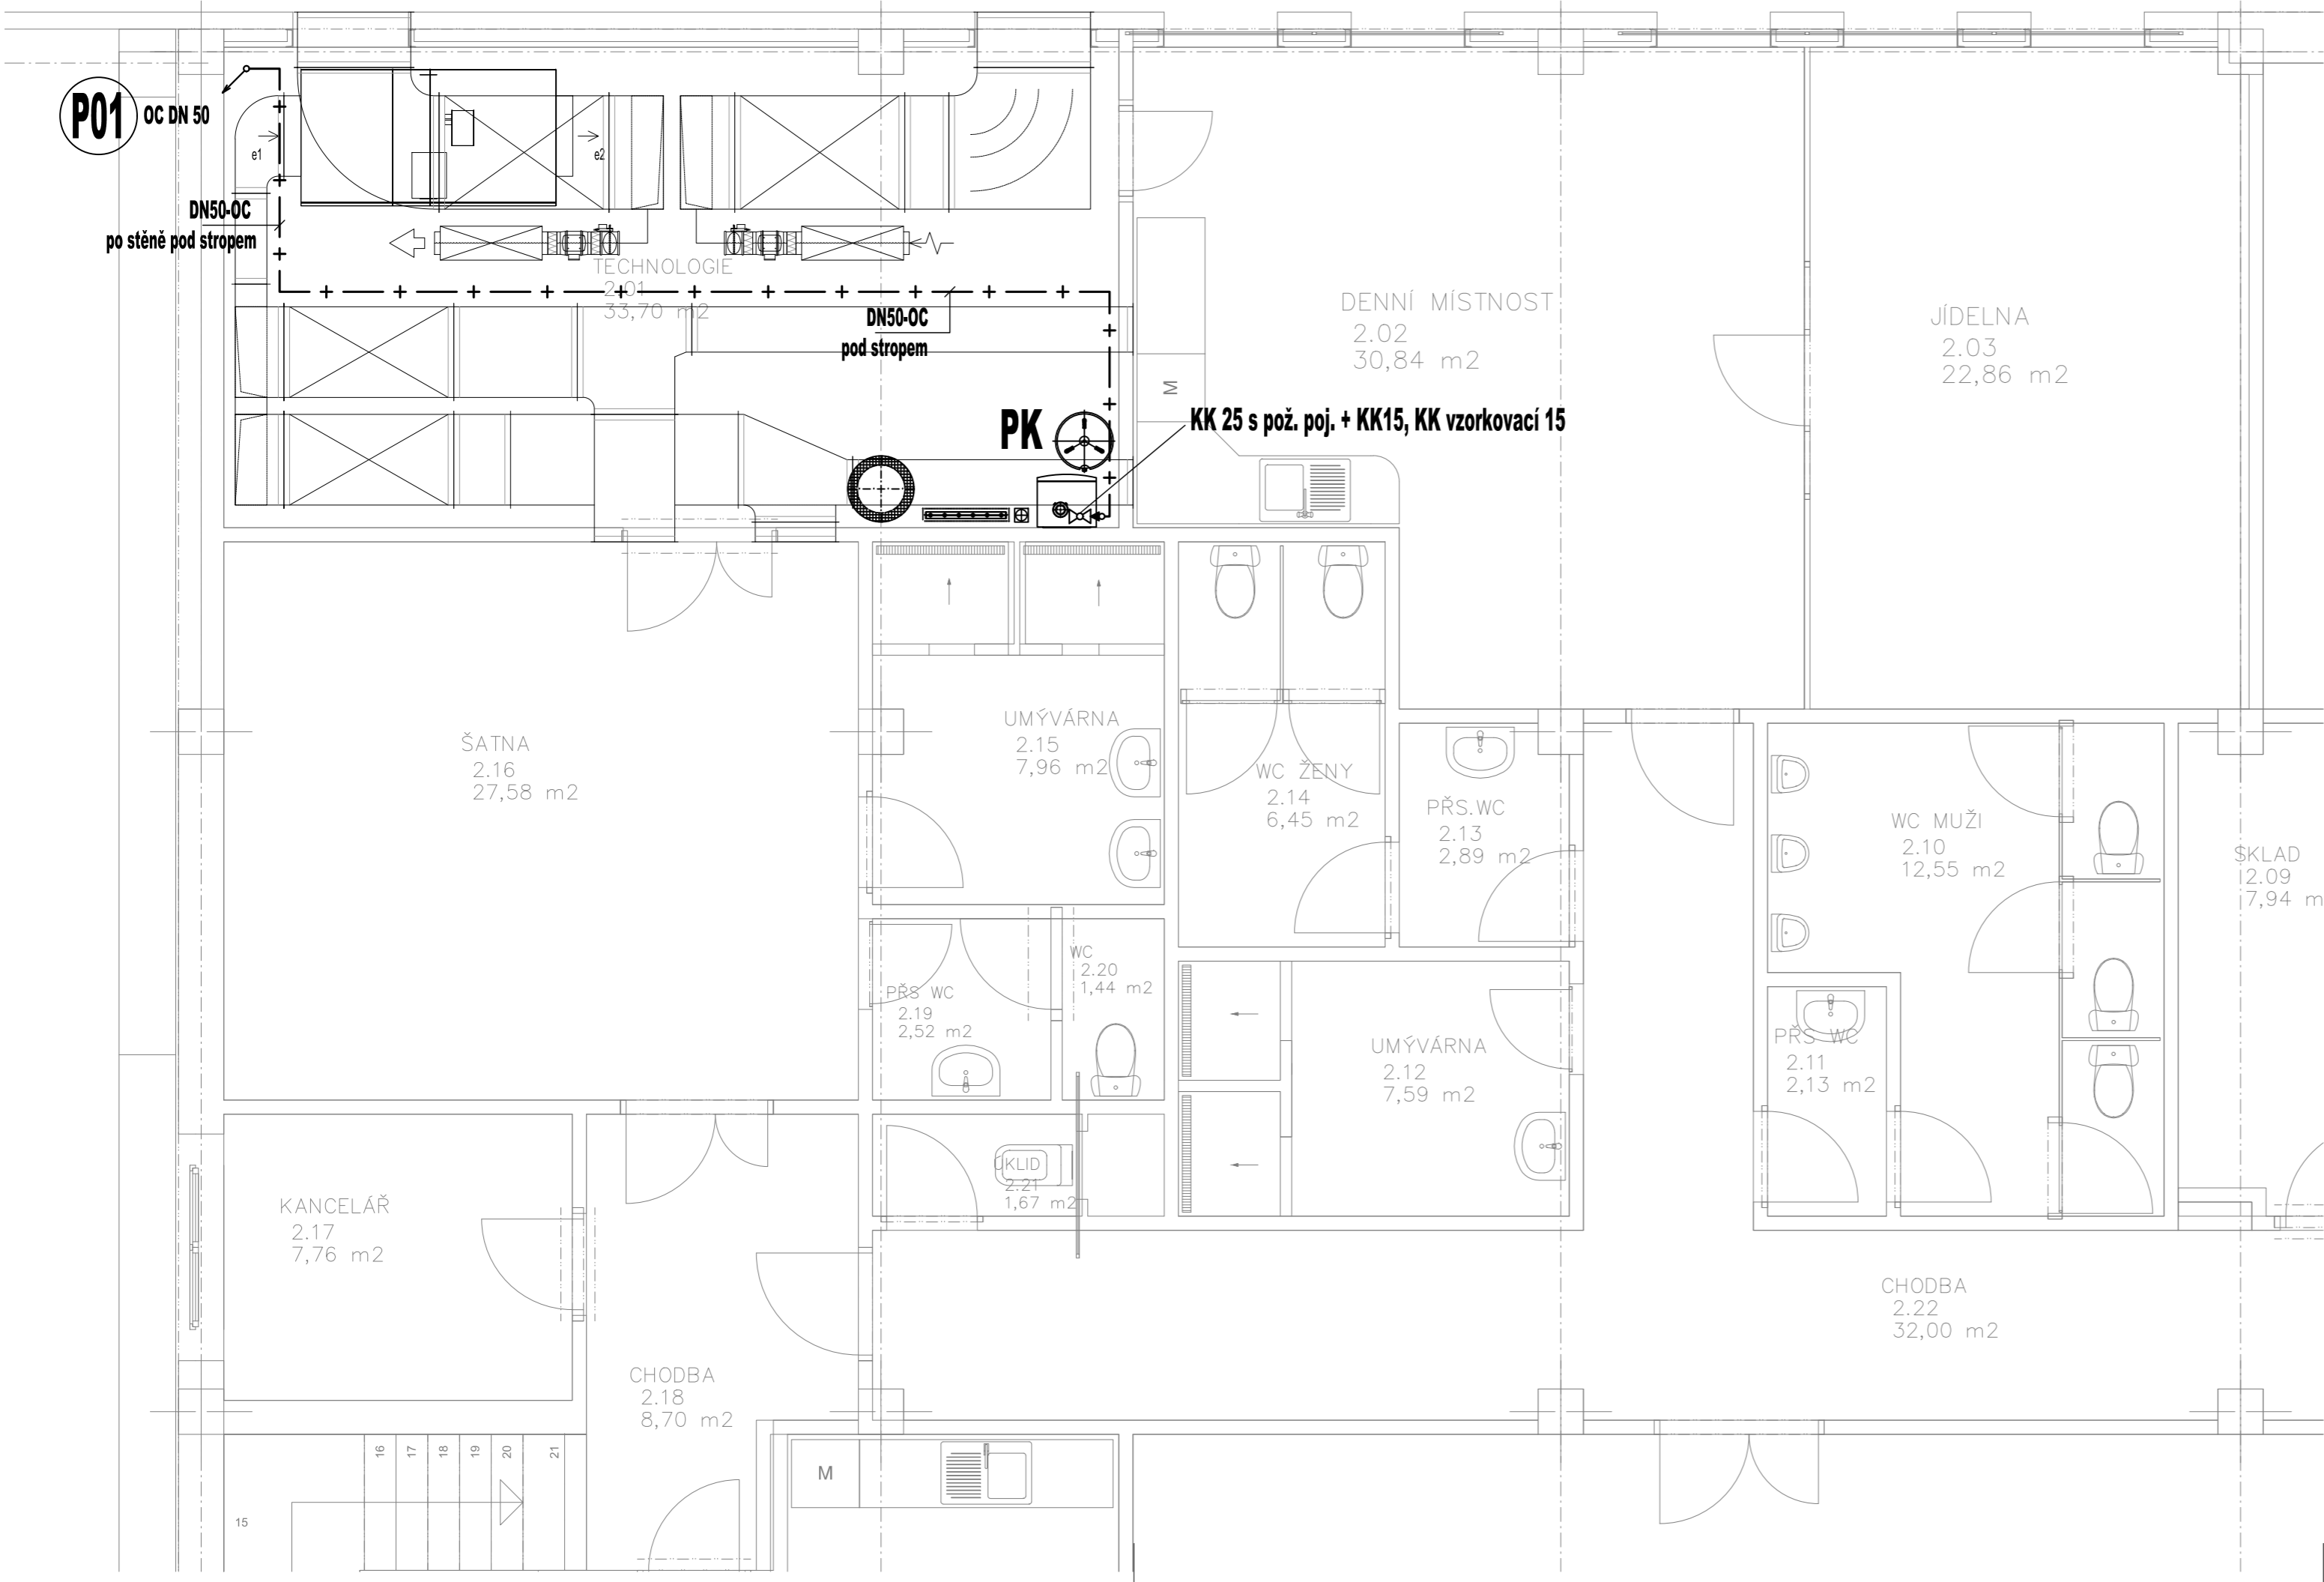 P01
OC DN 50
e1
e2
DN50-OC
po stěně pod stropem
TECHNOLOGIE
2.01
33,70 m2
DN50-OC
pod stropem
DENNÍ MÍSTNOST
2.02
30,84 m2
JÍDELNA
2.03
22,86 m2
M
PK
KK 25 s pož. poj. + KK15, KK vzorkovací 15
ŠATNA
2.16
27,58 m2
UMÝVÁRNA
2.15
7,96 m2
WC ŽENY
2.14
6,45 m2
PŘS.WC
2.13
2,89 m2
WC MUŽI
2.10
12,55 m2
SKLAD
2.09
7,94 m
WC
2.20
1,44 m2
PŘS WC
2.19
2,52 m2
UMÝVÁRNA
2.12
7,59 m2
PŘS WC
2.11
2,13 m2
ÚKLID
2.21
1,67 m2
KANCELÁŘ
2.17
7,76 m2
CHODBA
2.22
32,00 m2
CHODBA
2.18
8,70 m2
16
17
18
19
20
21
M
15